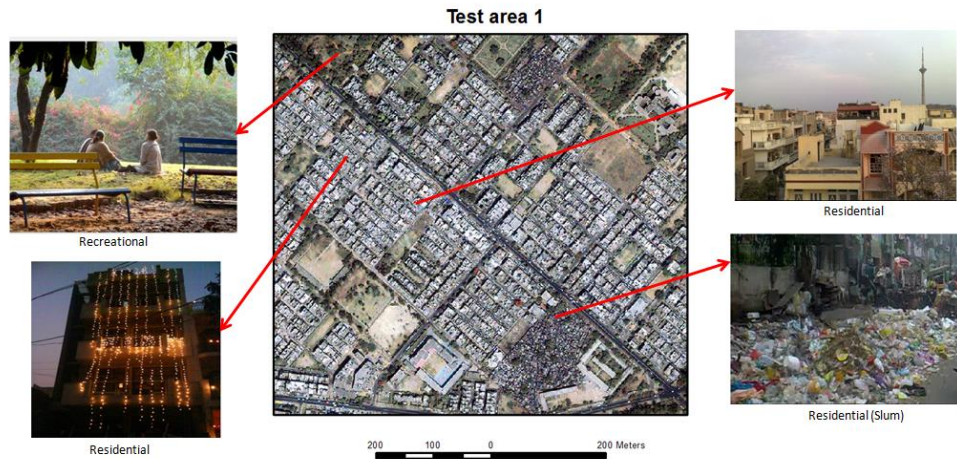 Test area 1
Recreational
Residential
Residential
Residential (Slum)
200 100 0 200 Meters